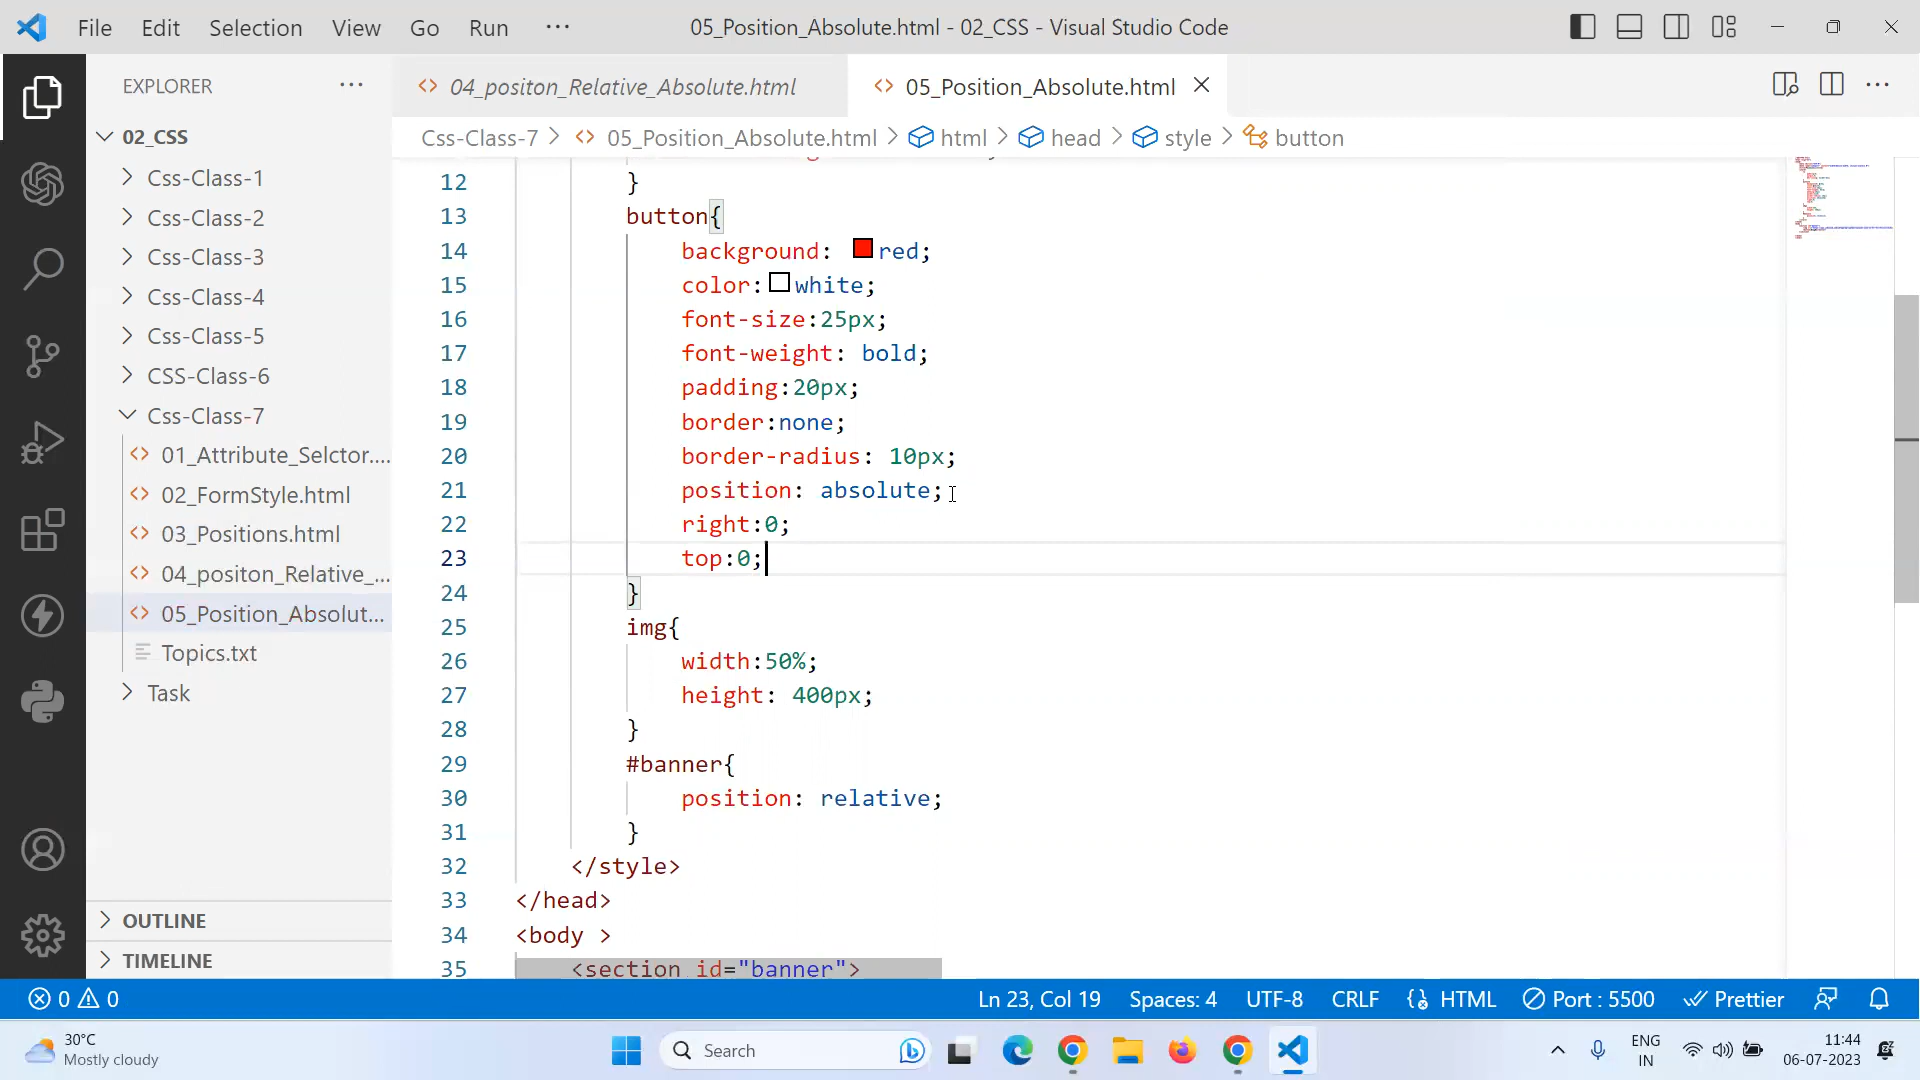 File Edit Selection View Go Run ··· 05_Position_Absolute.html - 02_CSS - Visual Studio Code
EXPLORER ···
04_positon_Relative_Absolute.html 05_Position_Absolute.html
02_CSS
Css-Class-7 > 05_Position_Absolute.html > html > head > style > button
Css-Class-1
Css-Class-2
Css-Class-3
Css-Class-4
Css-Class-5
CSS-Class-6
Css-Class-7
01_Attribute_Selctor....
02_FormStyle.html
03_Positions.html
04_positon_Relative_...
05_Position_Absolut...
Topics.txt
Task
OUTLINE
TIMELINE
12 }
13 button{
14 background: red;
15 color: white;
16 font-size:25px;
17 font-weight: bold;
18 padding:20px;
19 border:none;
20 border-radius: 10px;
21 position: absolute;
22 right:0;
23 top:0;
24 }
25 img{
26 width:50%;
27 height: 400px;
28 }
29 #banner{
30 position: relative;
31 }
32 </style>
33 </head>
34 <body >
35 <section id="banner">
0 0 Ln 23, Col 19 Spaces: 4 UTF-8 CRLF HTML Port : 5500 Prettier
30°C
Mostly cloudy
Search
ENG
IN
11:44
06-07-2023